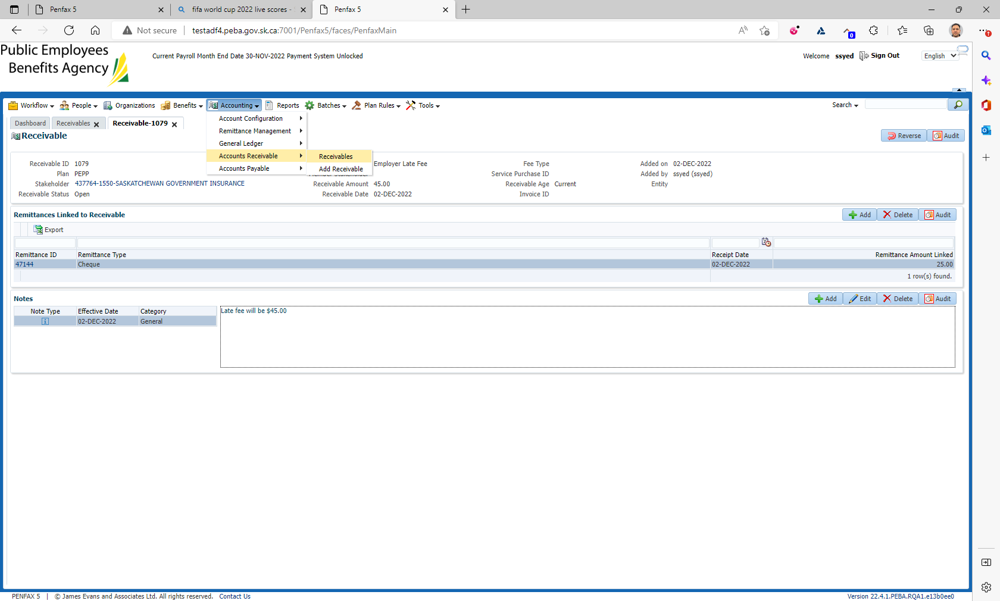 Penfax 5
fifa world cup 2022 live scores -
Penfax 5
Not secure
testadf4.peba.gov.sk.ca:7001/Penfax5/faces/PenfaxMain
0
Public Employees
Benefits Agency
Current Payroll Month End Date 30-NOV-2022 Payment System Unlocked
Welcome ssyed Sign Out
English
Workflow People Organizations Benefits Accounting Reports Batches Plan Rules Tools
Search
Dashboard Receivables Receivable-1079
Account Configuration
Remittance Management
General Ledger
Accounts Receivable
Accounts Payable
Receivables
Add Receivable
Receivable
Reverse Audit
Receivable ID 1079
Plan PEPP
Stakeholder 437764-1550-SASKATCHEWAN GOVERNMENT INSURANCE
Receivable Status Open
Employer Late Fee
Member Stakeholder
Receivable Amount 45.00
Receivable Date 02-DEC-2022
Fee Type
Service Purchase ID
Receivable Age Current
Invoice ID
Added on 02-DEC-2022
Added by ssyed (ssyed)
Entity
Remittances Linked to Receivable
Add Delete Audit
Export
Remittance ID Remittance Type Receipt Date Remittance Amount Linked
47144 Cheque 02-DEC-2022 25.00
1 row(s) found.
Notes
Add Edit Delete Audit
Note Type Effective Date Category
i 02-DEC-2022 General
Late fee will be $45.00
PENFAX 5 | © James Evans and Associates Ltd. All rights reserved. Contact Us
Version 22.4.1.PEBA.RQA1.e13b0ee0